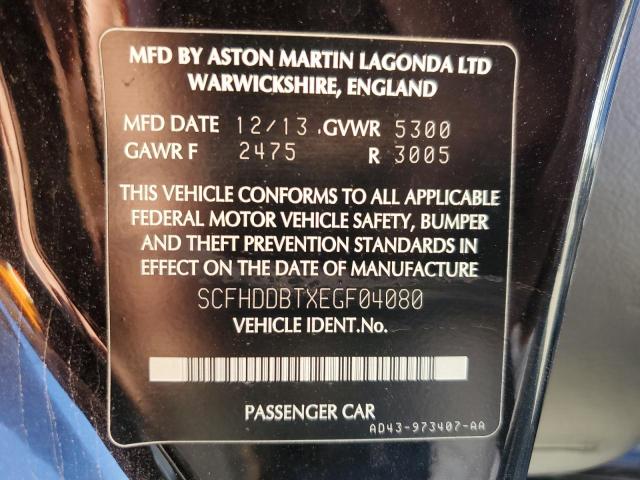 MFD BY ASTON MARTIN LAGONDA LTD
WARWICKSHIRE, ENGLAND
MFD DATE 12/13 .GVWR 5300
GAWR F 2475 R 3005
THIS VEHICLE CONFORMS TO ALL APPLICABLE
FEDERAL MOTOR VEHICLE SAFETY, BUMPER
AND THEFT PREVENTION STANDARDS IN
EFFECT ON THE DATE OF MANUFACTURE
SCFHDDBTXEGF04080
VEHICLE IDENT.No.
PASSENGER CAR
AD43-973407-AA